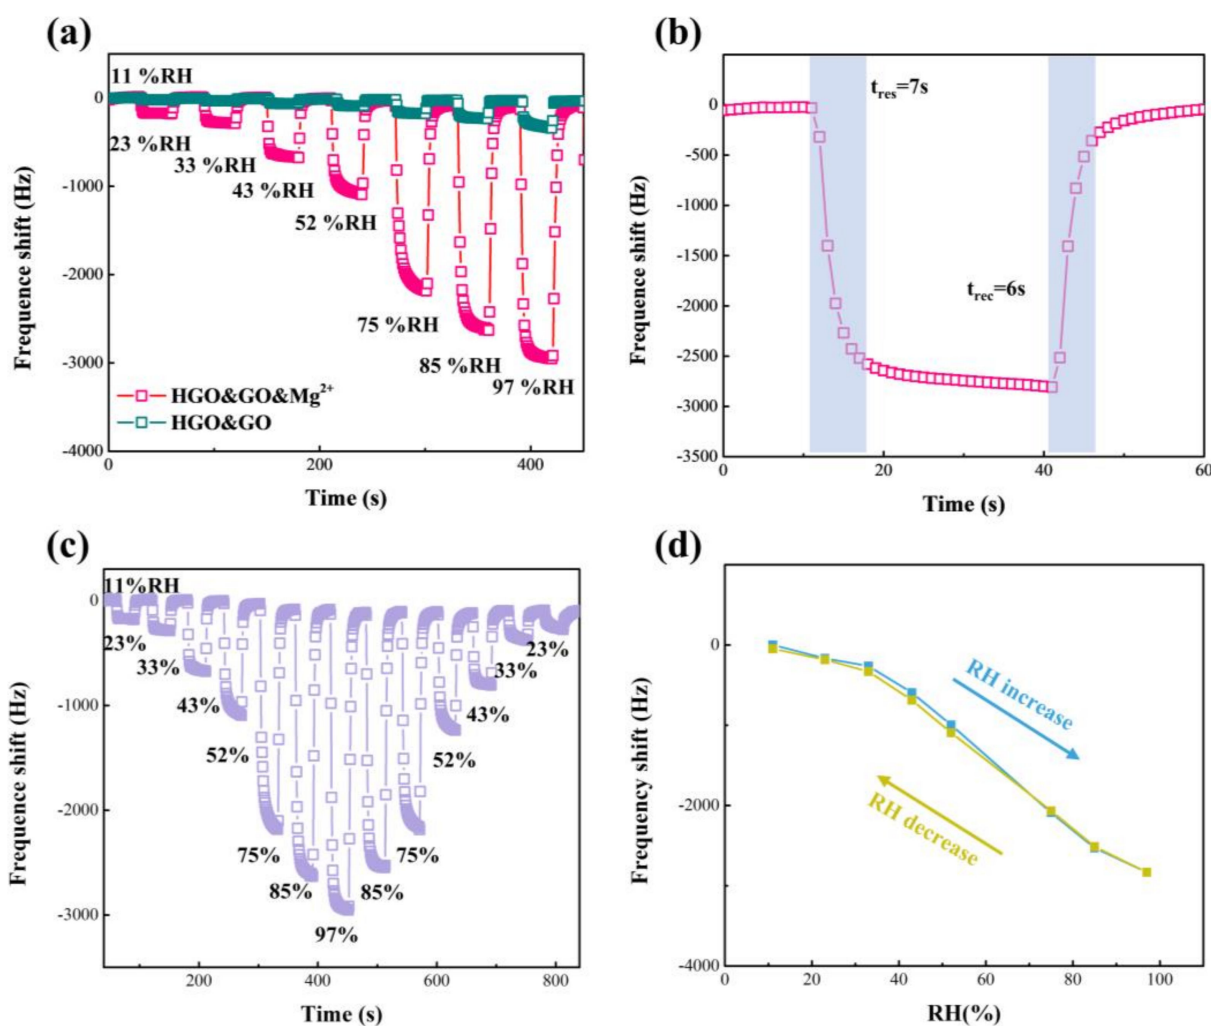 (a)
11 %RH
0
23 %RH
33 %RH
43 %RH
52 %RH
75 %RH
85 %RH
97 %RH
-1000
-2000
-3000
-4000
HGO&GO&Mg²⁺
HGO&GO
0
200
400
Time (s)
Frequence shift (Hz)
(b)
t_res=7s
t_rec=6s
0
-500
-1000
-1500
-2000
-2500
-3000
-3500
0
20
40
60
Time (s)
Frequence shift (Hz)
(c)
11%RH
0
23%
33%
43%
52%
75%
85%
97%
85%
75%
52%
43%
33%
23%
-1000
-2000
-3000
200
400
600
800
Time (s)
Frequence shift (Hz)
(d)
RH increase
RH decrease
0
-2000
-4000
0
20
40
60
80
100
RH(%)
Frequency shift (Hz)